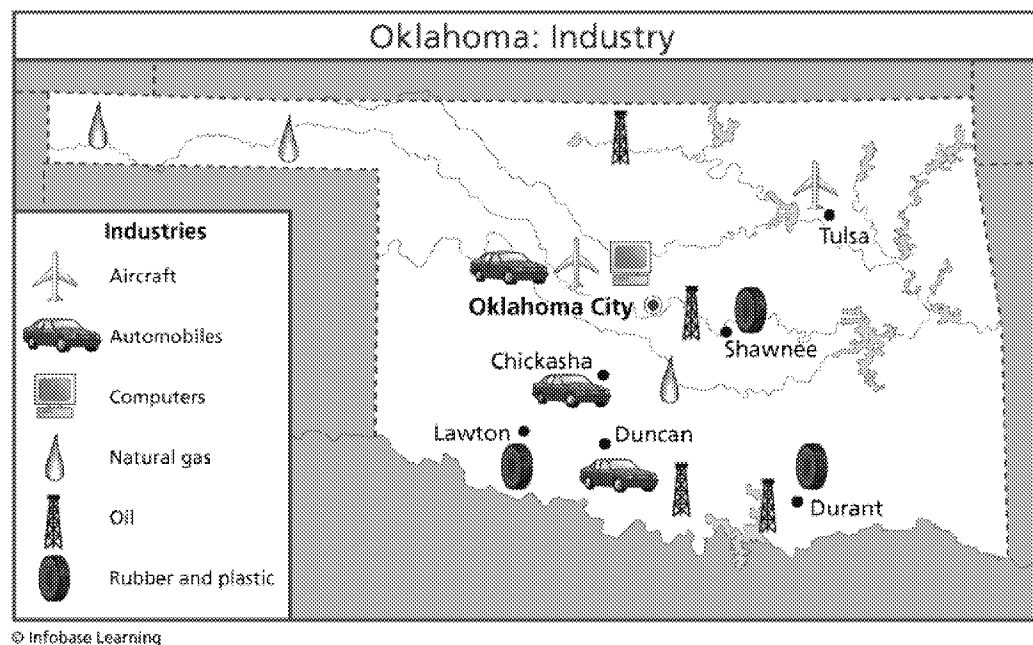 Oklahoma: Industry
Tulsa
Oklahoma City
Shawnee
Chickasha
Lawton
Duncan
Durant
Industries
Aircraft
Automobiles
Computers
Natural gas
Oil
Rubber and plastic
© Infobase Learning